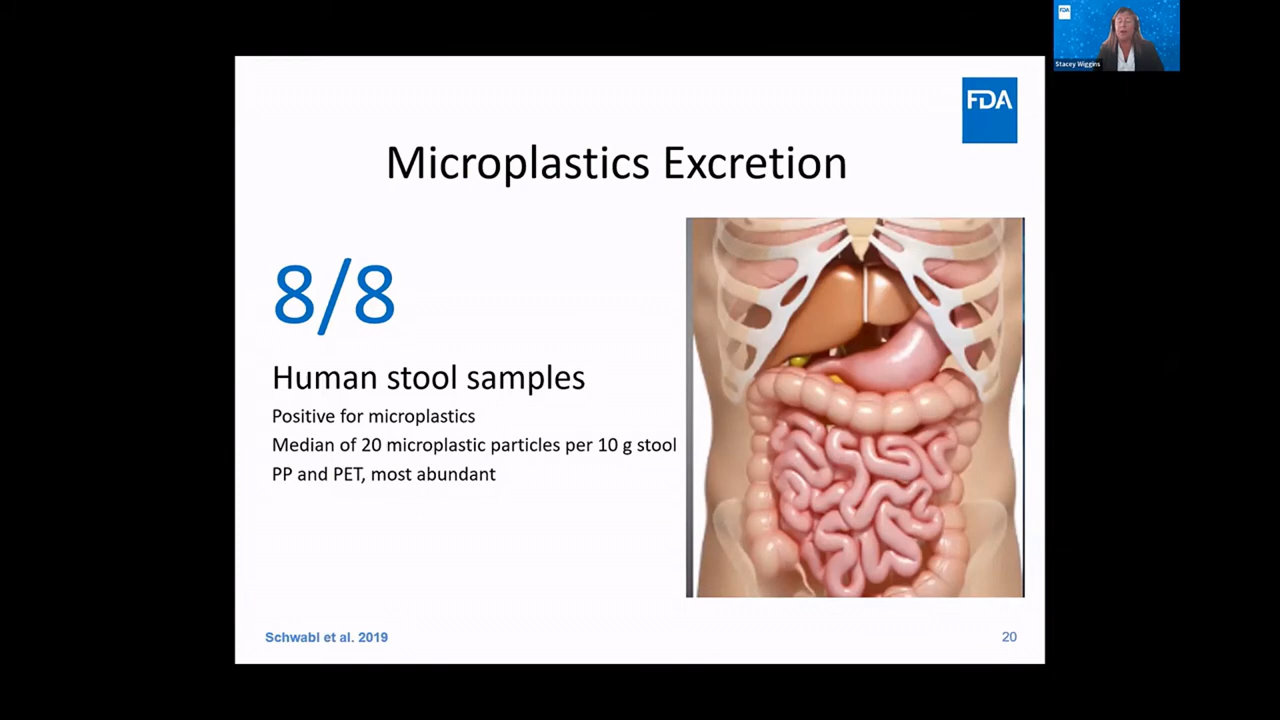 FDA
Stacey Wiggins
FDA
Microplastics Excretion
8/8
Human stool samples
Positive for microplastics
Median of 20 microplastic particles per 10 g stool
PP and PET, most abundant
Schwabl et al. 2019
20